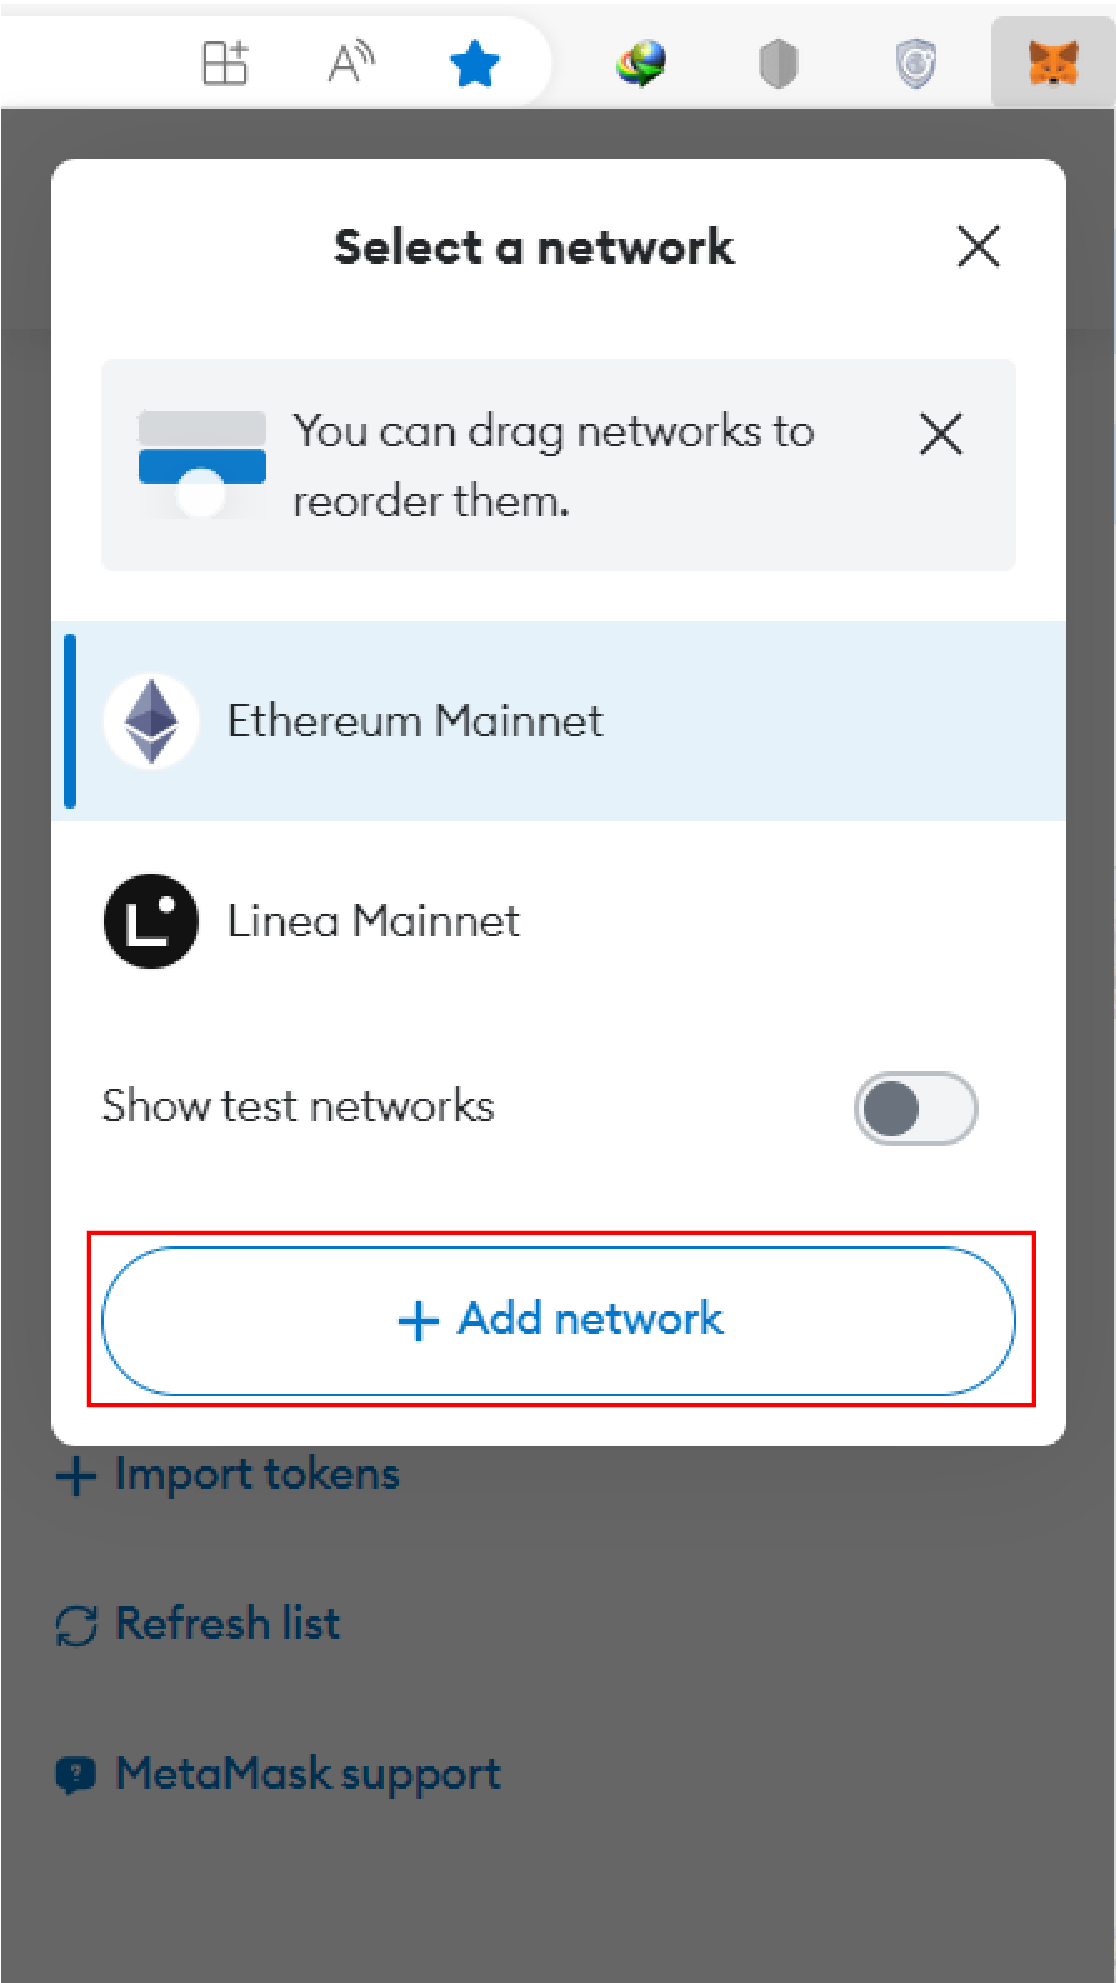 Select a network
You can drag networks to
reorder them.
Ethereum Mainnet
Linea Mainnet
Show test networks
+ Add network
+ Import tokens
Refresh list
MetaMask support